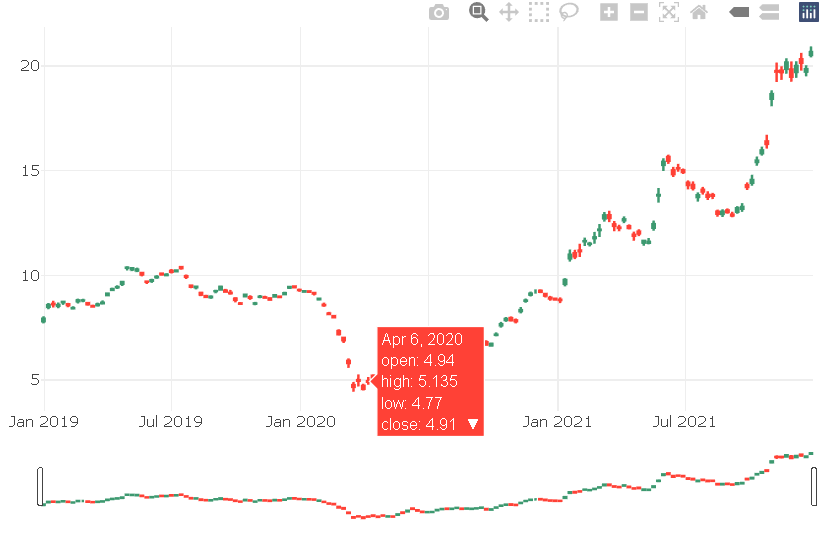 20
15
10
5
Apr 6, 2020
open: 4.94
high: 5.135
low: 4.77
close: 4.91 ▼
Jan 2019
Jul 2019
Jan 2020
Jan 2021
Jul 2021